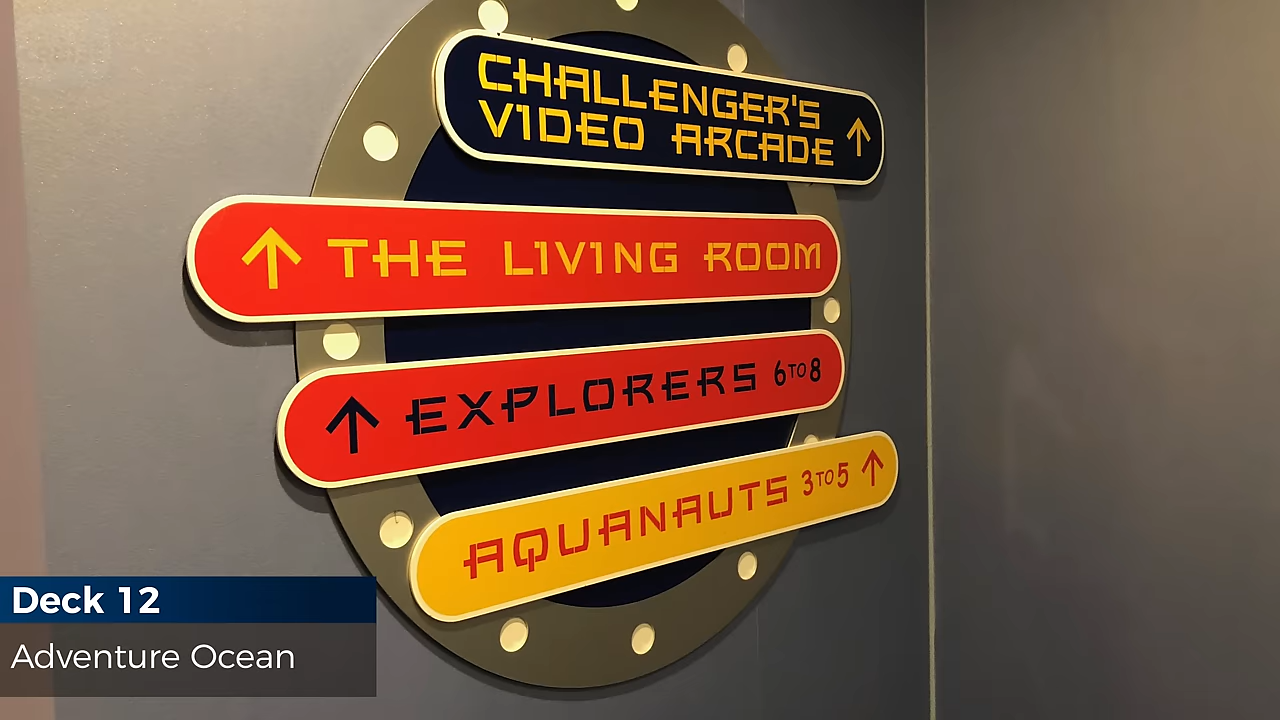 CHALLENGER'S
VIDEO ARCADE ↑
↑ THE LIVING ROOM
↑ EXPLORERS 6 TO 8
AQUANAUTS 3 TO 5 ↑
Deck 12
Adventure Ocean